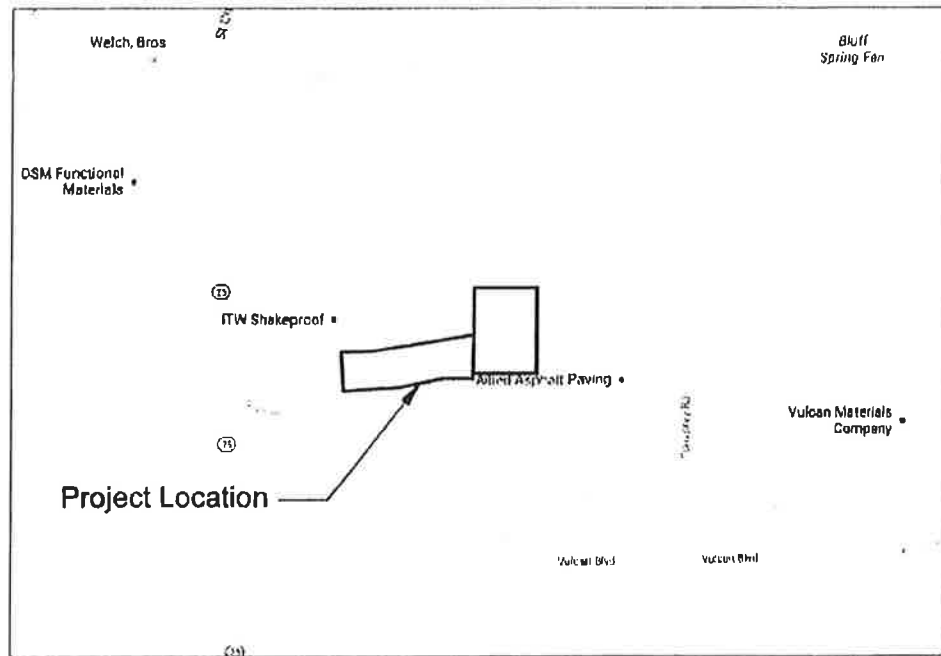 Welch, Bros
Bluff
Spring Fen
DSM Functional
Materials
ITW Shakeproof
Allied Asphalt Paving
Vulcan Materials
Company
Project Location
Vulcan Blvd
Vulcan Blvd